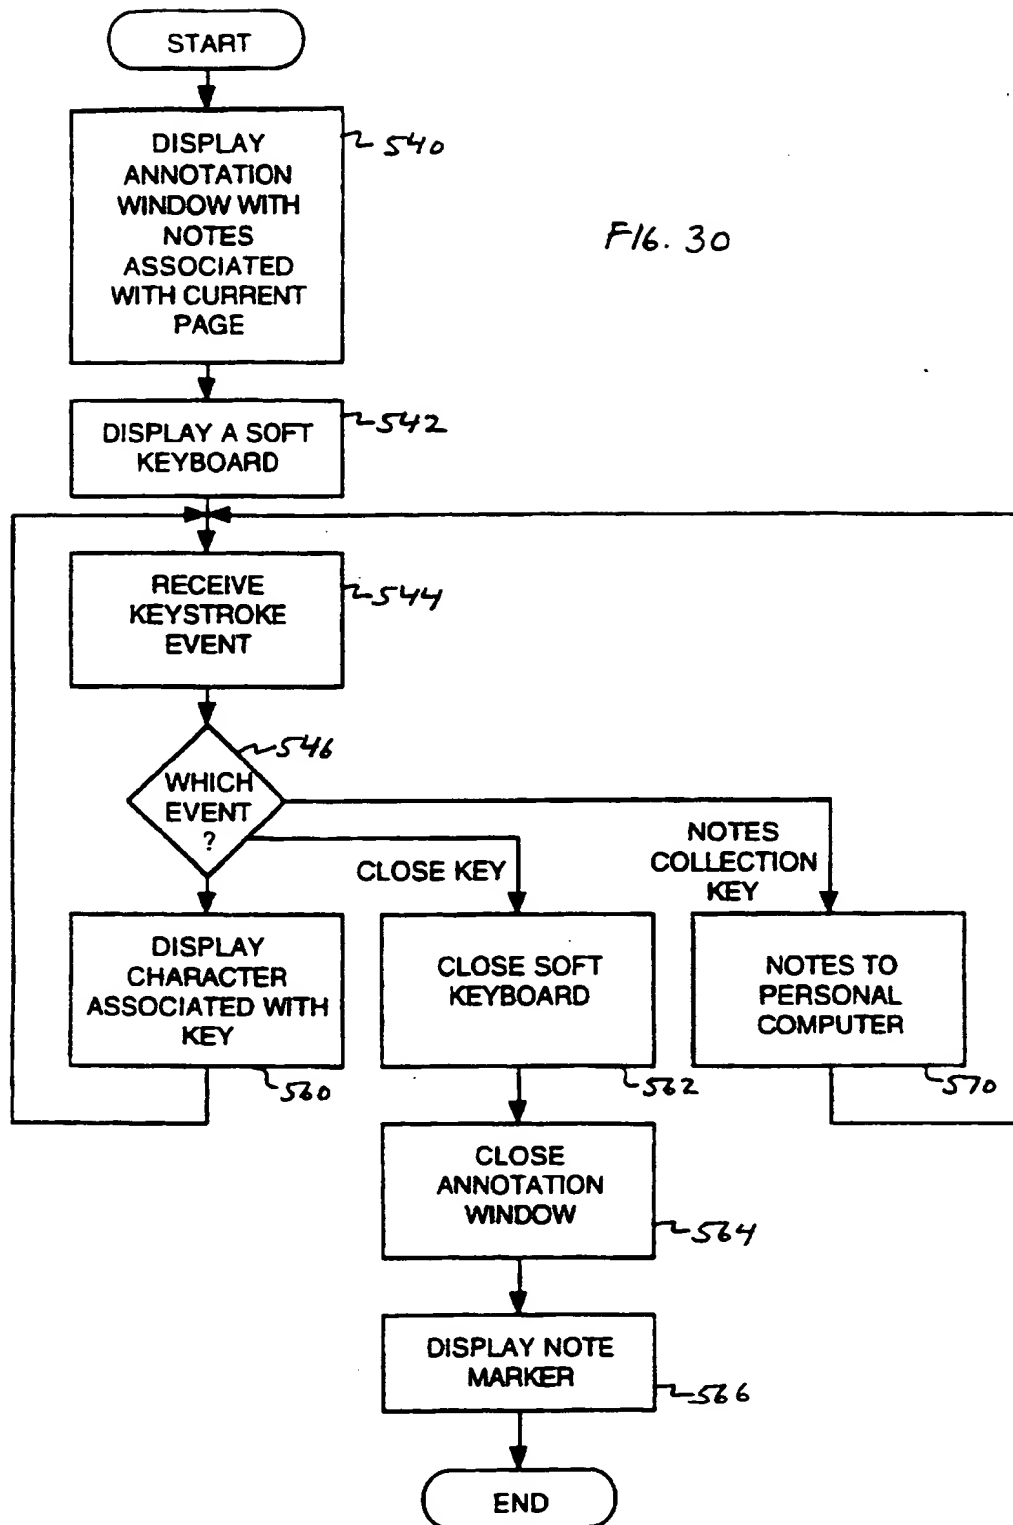 START
DISPLAY
ANNOTATION
WINDOW WITH
NOTES
ASSOCIATED
WITH CURRENT
PAGE
540
FIG. 30
DISPLAY A SOFT
KEYBOARD
542
RECEIVE
KEYSTROKE
EVENT
544
WHICH
EVENT
?
546
CLOSE KEY
NOTES
COLLECTION
KEY
DISPLAY
CHARACTER
ASSOCIATED WITH
KEY
560
CLOSE SOFT
KEYBOARD
562
NOTES TO
PERSONAL
COMPUTER
570
CLOSE
ANNOTATION
WINDOW
564
DISPLAY NOTE
MARKER
566
END